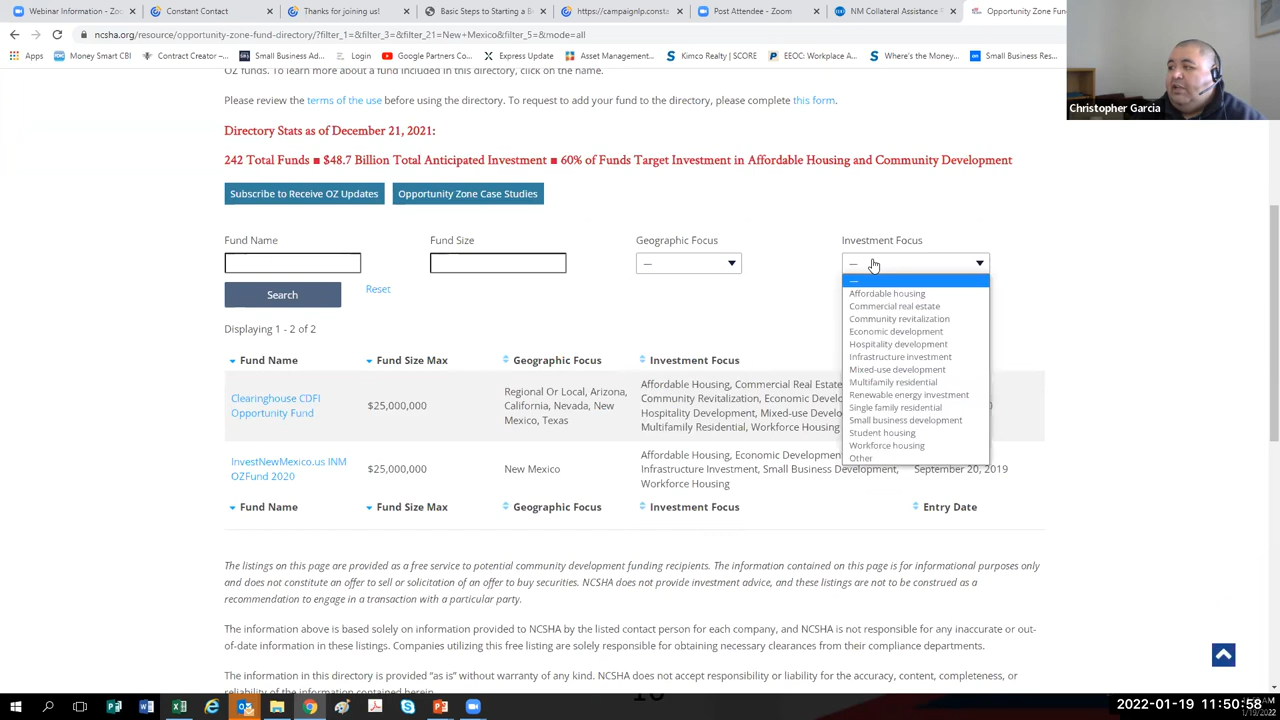 Webinar Information - Zoom
Constant Contact
Thanks for joining us!
Basic Steps to Starting a B
https://campaignlp.consta
Post Attendee - Zoom
NM Collateral Assistance F
Opportunity Zone Fund
ncsha.org/resource/opportunity-zone-fund-directory/?filter_1=&filter_3=&filter_21=New+Mexico&filter_5=&mode=all
Apps
Money Smart CBI
Contract Creator –...
Small Business Ad...
Login
Google Partners Co...
Express Update
Asset Management...
Kimco Realty | SCORE
EEOC: Welcome to...
Where's the Money...
Small Business Res...
Christopher Garcia
OZ funds. To learn more about a fund included in this directory, click on the name.
Please review the terms of the use before using the directory. To request to add your fund to the directory, please complete this form.
Directory Stats as of December 21, 2021:
242 Total Funds ■ $48.7 Billion Total Anticipated Investment ■ 60% of Funds Target Investment in Affordable Housing and Community Development
Subscribe to Receive OZ Updates
Opportunity Zone Case Studies
Fund Name
Fund Size
Geographic Focus
Investment Focus
—
—
Search
Reset
—
Affordable housing
Commercial real estate
Community revitalization
Economic development
Hospitality development
Infrastructure investment
Mixed-use development
Multifamily residential
Renewable energy investment
Single family residential
Small business development
Student housing
Workforce housing
Other
Displaying 1 - 2 of 2
Fund Name Fund Size Max Geographic Focus Investment Focus
Clearinghouse CDFI Opportunity Fund
$25,000,000
Regional Or Local, Arizona, California, Nevada, New Mexico, Texas
Affordable Housing, Commercial Real Estate
Community Revitalization, Economic Develo
Hospitality Development, Mixed-use Develo
Multifamily Residential, Workforce Housing
InvestNewMexico.us INM OZFund 2020
$25,000,000
New Mexico
Affordable Housing, Economic Development
Infrastructure Investment, Small Business Development,
Workforce Housing
September 20, 2019
Fund Name Fund Size Max Geographic Focus Investment Focus Entry Date
The listings on this page are provided as a free service to potential community development funding recipients. The information contained on this page is for informational purposes only
and does not constitute an offer to sell or solicitation of an offer to buy securities. NCSHA does not provide investment advice, and these listings are not to be construed as a
recommendation to engage in a transaction with a particular party.
The information above is based solely on information provided to NCSHA by the listed contact person for each company, and NCSHA is not responsible for any inaccurate or out-
of-date information in these listings. Companies utilizing this free listing are solely responsible for obtaining necessary clearances from their compliance departments.
The information in this directory is provided "as is" without warranty of any kind. NCSHA does not accept responsibility or liability for the accuracy, content, completeness, or
reliability of the information contained herein.
2022-01-19 11:50:58